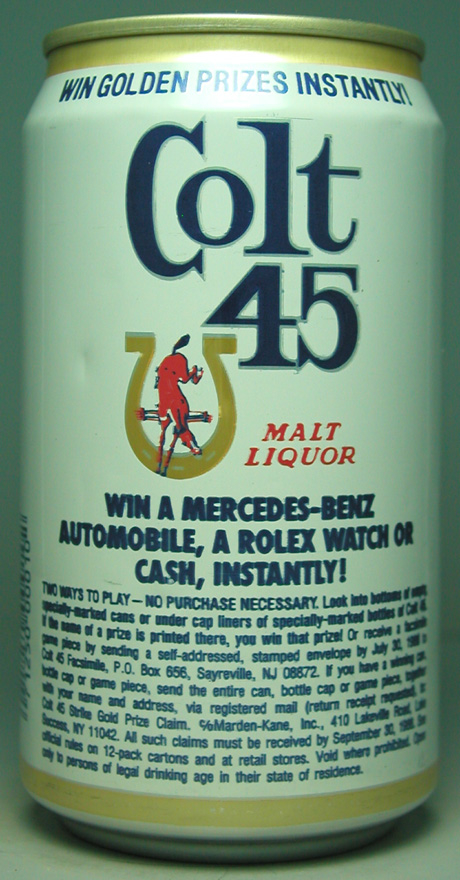 WIN GOLDEN PRIZES INSTANTLY!
Colt
45
MALT
LIQUOR
WIN A MERCEDES-BENZ
AUTOMOBILE, A ROLEX WATCH OR
CASH, INSTANTLY!
TWO WAYS TO PLAY — NO PURCHASE NECESSARY. Look into bottoms of empty,
specially-marked cans or under cap liners of specially-marked bottles of Colt 45.
If the name of a prize is printed there, you win that prize! Or receive a facsimile
game piece by sending a self-addressed, stamped envelope by July 30, to
Colt 45 Facsimile, P.O. Box 656, Sayreville, NJ 08872. If you have a winning can,
bottle cap or game piece, send the entire can, bottle cap or game piece, together
with your name and address, via registered mail (return receipt requested), to:
Colt 45 Strike Gold Prize Claim. ℅Marden-Kane, Inc., 410 Lakeville Road, Lake
Success, NY 11042. All such claims must be received by September 30, See
official rules on 12-pack cartons and at retail stores. Void where prohibited. Open
only to persons of legal drinking age in their state of residence.